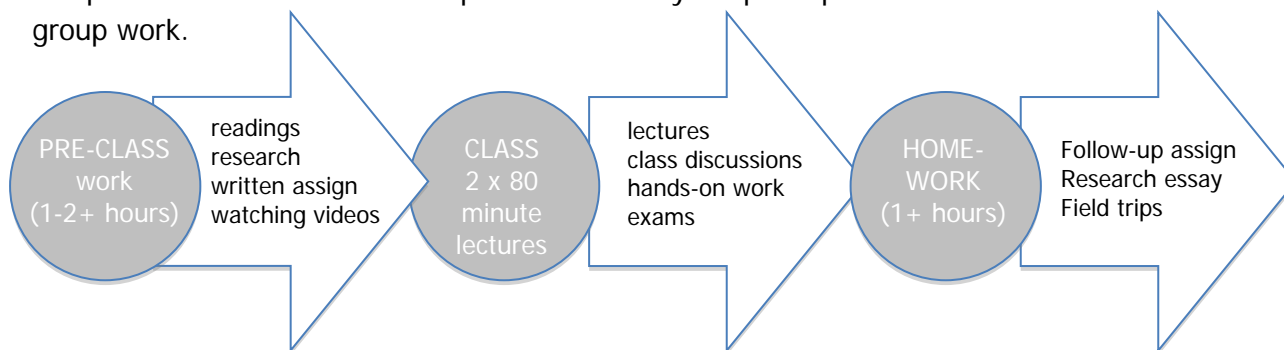 group work.
PRE-CLASS
work
(1-2+ hours)
readings
research
written assign
watching videos
CLASS
2 x 80
minute
lectures
lectures
class discussions
hands-on work
exams
HOME-
WORK
(1+ hours)
Follow-up assign
Research essay
Field trips